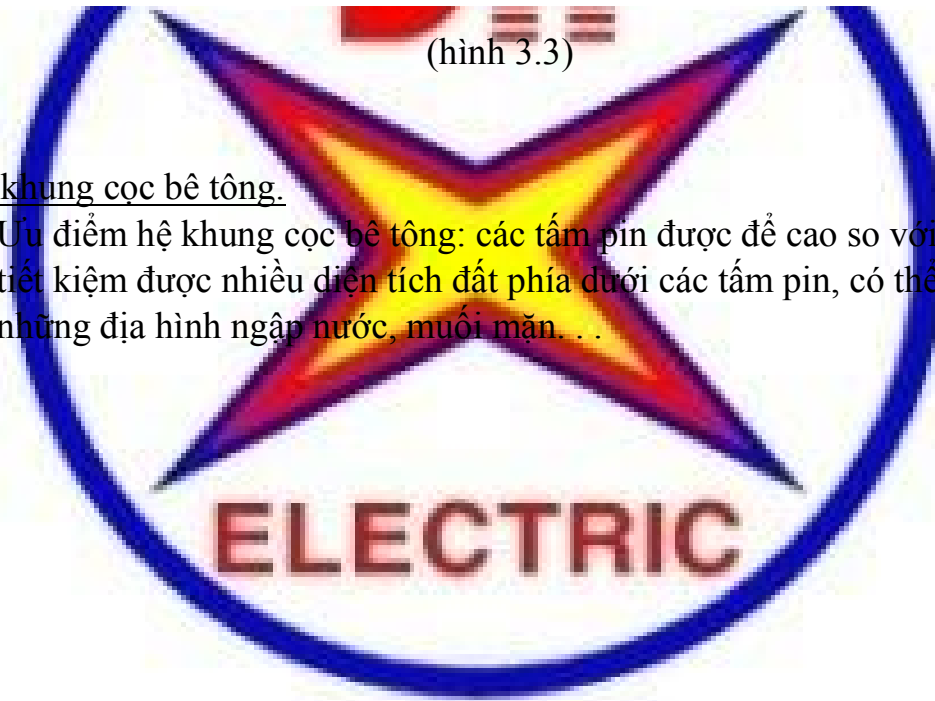 (hình 3.3)
khung cọc bê tông.
Ưu điểm hệ khung cọc bê tông: các tấm pin được để cao so với
tiết kiệm được nhiều diện tích đất phía dưới các tấm pin, có thể
những địa hình ngập nước, muối mặn. . .
ELECTRIC